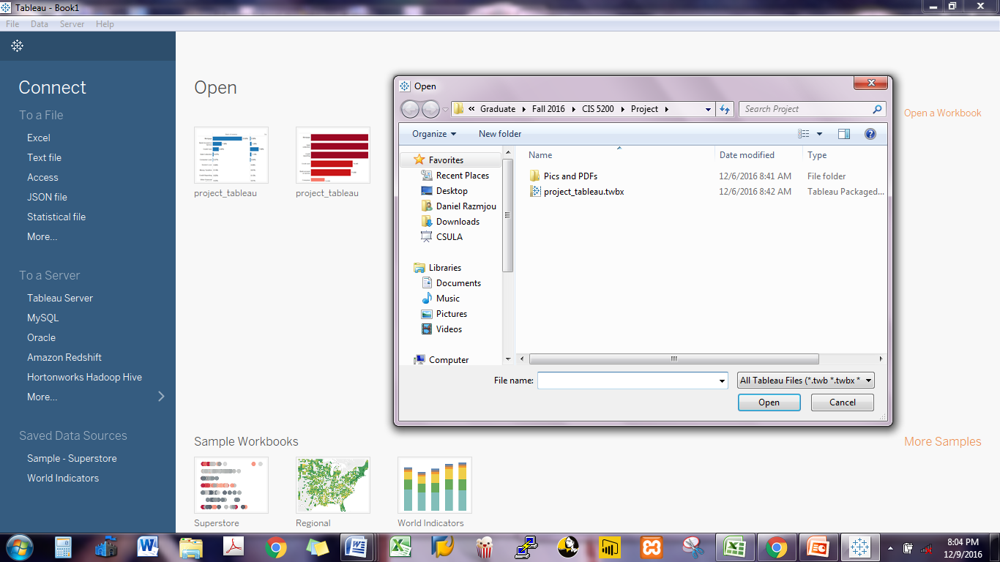 Tableau - Book1
File Data Server Help
Connect
To a File
Excel
Text file
Access
JSON file
Statistical file
More...
To a Server
Tableau Server
MySQL
Oracle
Amazon Redshift
Hortonworks Hadoop Hive
More...
Saved Data Sources
Sample - Superstore
World Indicators
Open
Open a Workbook
project_tableau
project_tableau
Sample Workbooks
More Samples
Superstore
Regional
World Indicators
Open
« Graduate Fall 2016 CIS 5200 Project
Search Project
Organize New folder
Favorites
Recent Places
Desktop
Daniel Razmjou
Downloads
CSULA
Libraries
Documents
Music
Pictures
Videos
Computer
Name Date modified Type
Pics and PDFs 12/6/2016 8:41 AM File folder
project_tableau.twbx 12/6/2016 8:42 AM Tableau Packaged...
File name:
All Tableau Files (*.twb *.twbx *
Open Cancel
8:04 PM
12/9/2016